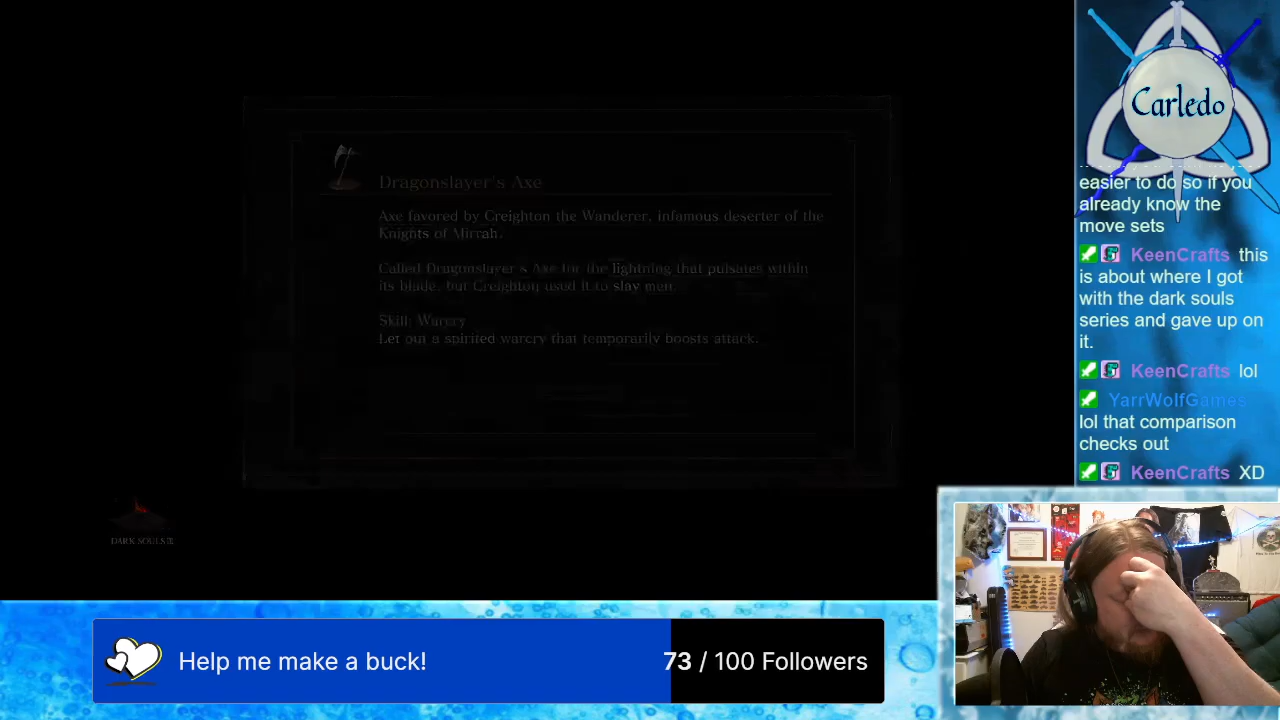 Dragonslayer's Axe
Axe favored by Creighton the Wanderer, infamous deserter of the
Knights of Mirrah.
Called Dragonslayer's Axe for the lightning that pulsates within
its blade, but Creighton used it to slay men.
Skill: Warcry
Let out a spirited warcry that temporarily boosts attack.
DARK SOULS III
Carledo
easier to do so if you
already know the
move sets
KeenCrafts this
is about where I got
with the dark souls
series and gave up on
it.
KeenCrafts lol
YarrWolfGames
lol that comparison
checks out
KeenCrafts XD
Help me make a buck!
73 / 100 Followers